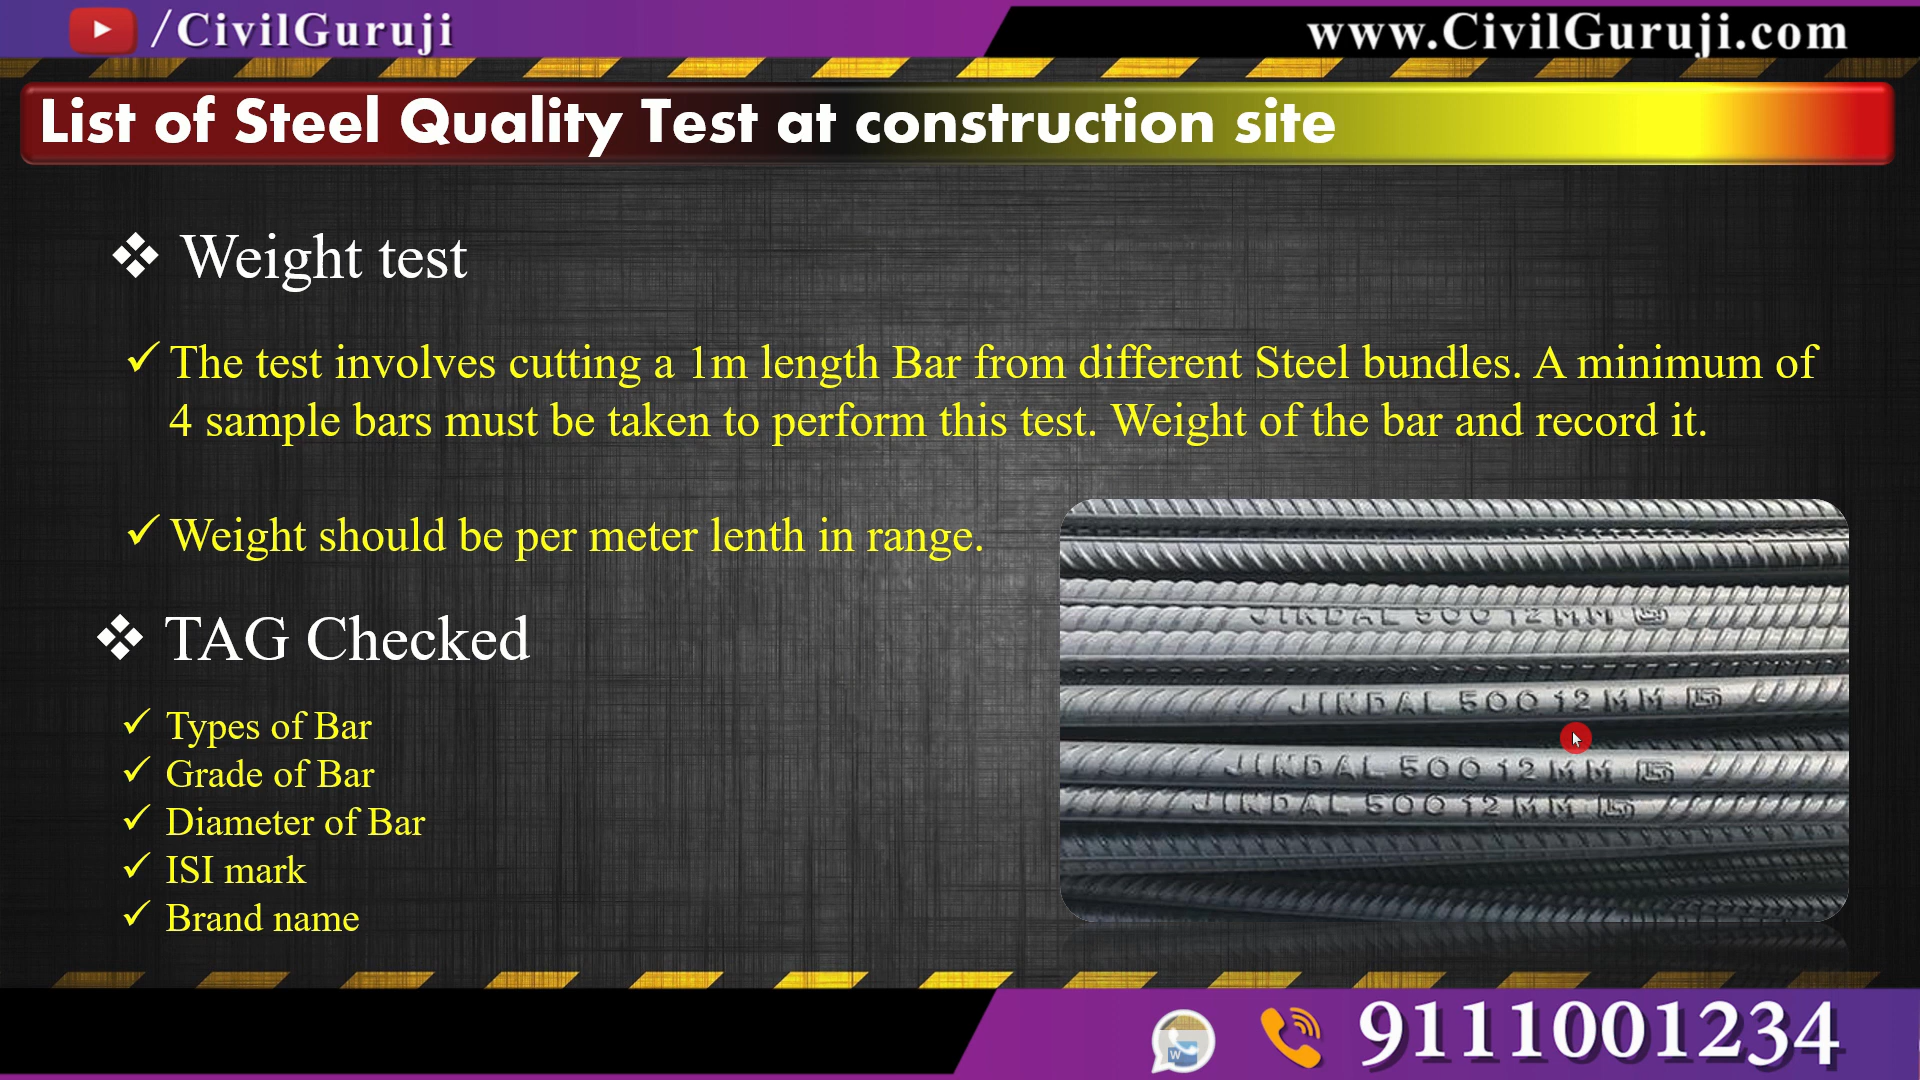 /CivilGuruji
www.CivilGuruji.com
List of Steel Quality Test at construction site
❖ Weight test
✓ The test involves cutting a 1m length Bar from different Steel bundles. A minimum of
4 sample bars must be taken to perform this test. Weight of the bar and record it.
✓ Weight should be per meter lenth in range.
❖ TAG Checked
✓ Types of Bar
✓ Grade of Bar
✓ Diameter of Bar
✓ ISI mark
✓ Brand name
JINDAL 500 12 MM
JINDAL 500 12 MM
JINDAL 500 12 MM
JINDAL 500 12 MM
W
9111001234